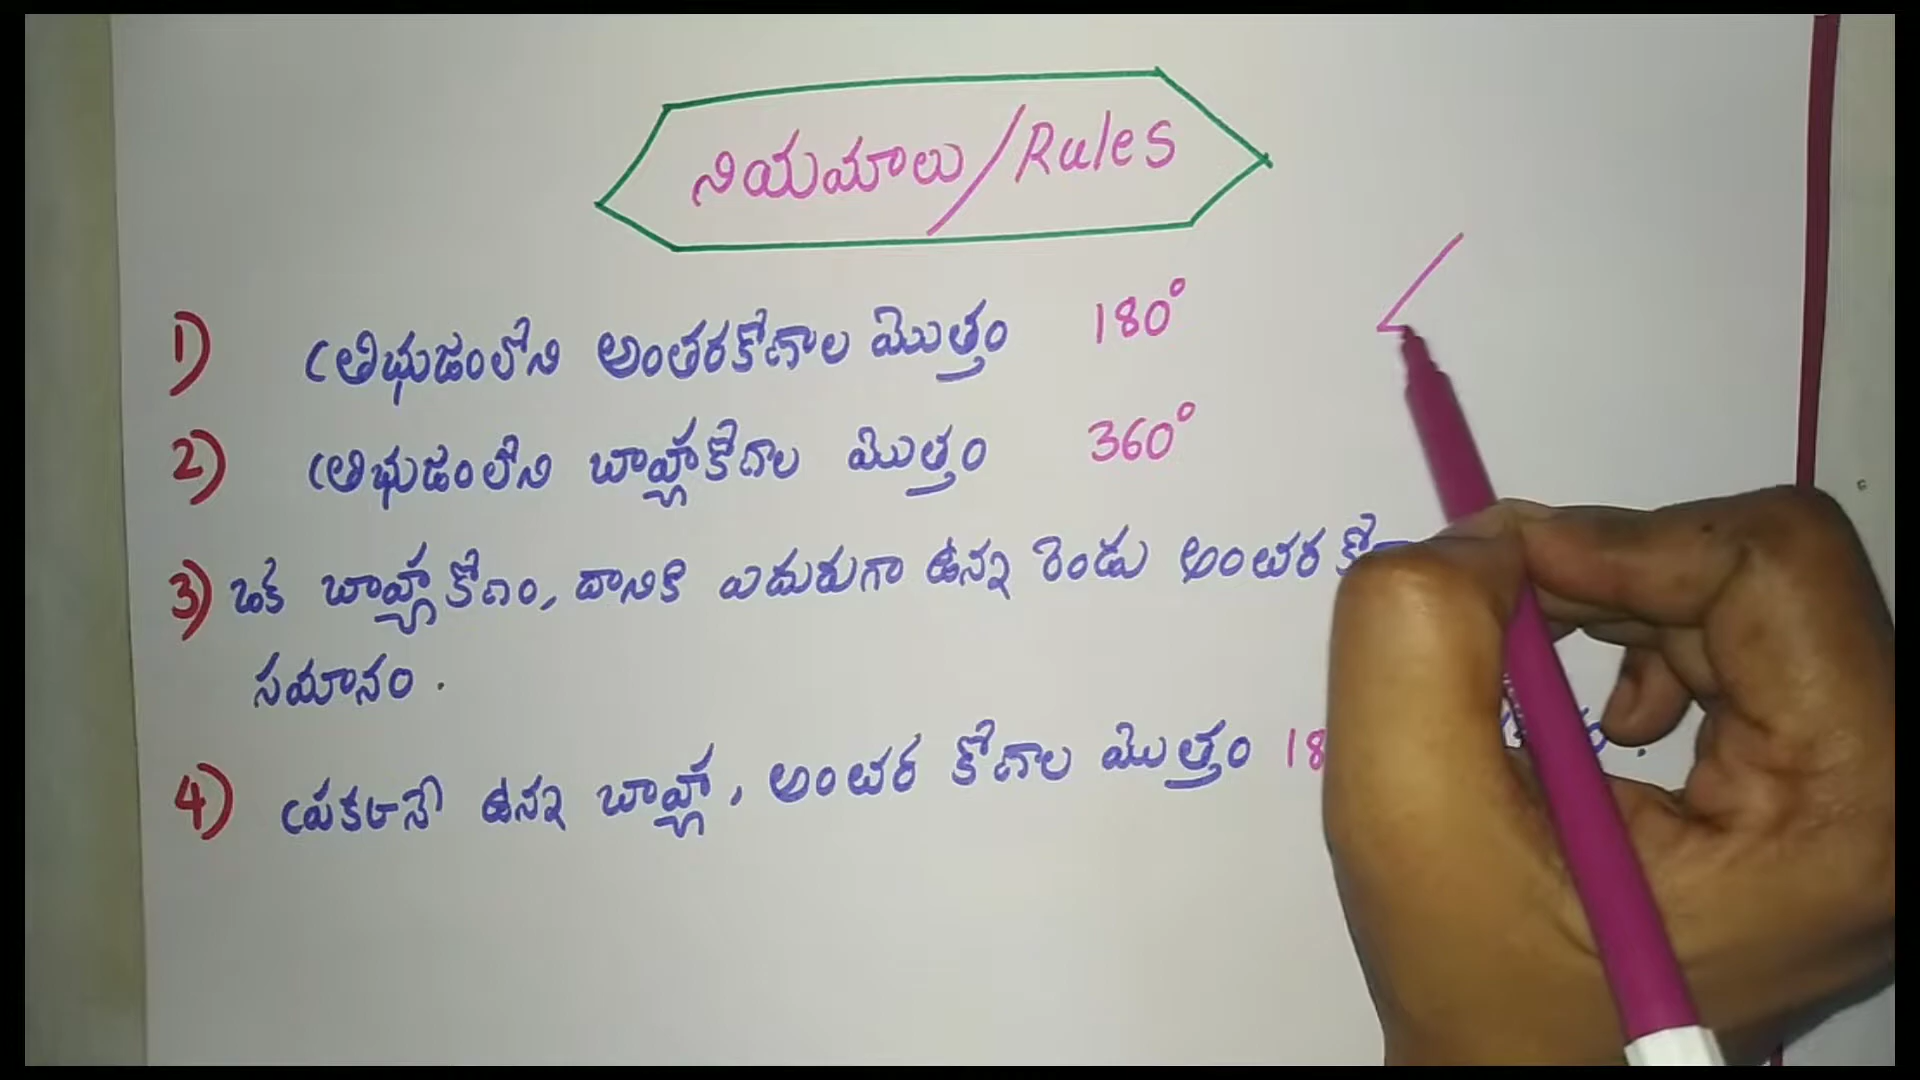 నియమాలు/Rules
1) త్రిభుజంలోని అంతరకోణాల మొత్తం 180°
2) త్రిభుజంలోని బాహ్యకోణాల మొత్తం 360°
3) ఒక బాహ్య కోణం, దానికి ఎదురుగా ఉన్న రెండు అంతర
సమానం.
4) ప్రక్కనే ఉన్న బాహ్య, అంతర కోణాల మొత్తం 18